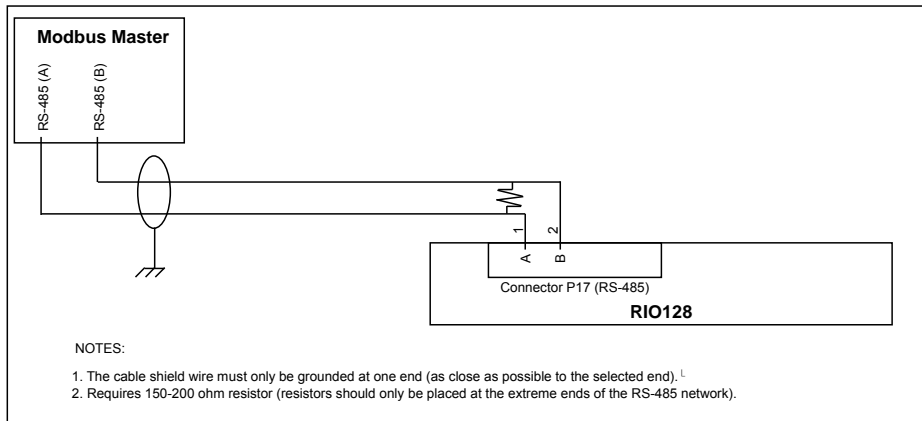 Modbus Master
RS-485 (A)
RS-485 (B)
1
2
A
B
Connector P17 (RS-485)
RIO128
NOTES:
1. The cable shield wire must only be grounded at one end (as close as possible to the selected end). L
2. Requires 150-200 ohm resistor (resistors should only be placed at the extreme ends of the RS-485 network).